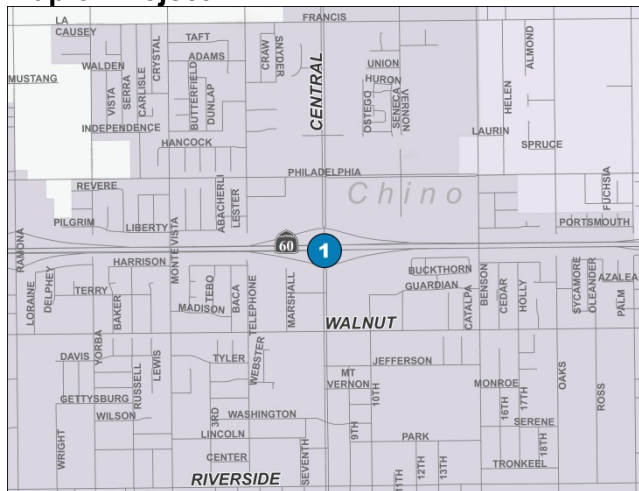 FRANCIS
LA
CAUSEY
TAFT
ADAMS
CRAW
SNYDER
CENTRAL
ALMOND
MUSTANG
WALDEN
VISTA
SERRA
CARLISLE
CRYSTAL
BUTTERFIELD
DUNLAP
UNION
HURON
OSTEGO
SENECA
VERNON
HELEN
INDEPENDENCE
HANCOCK
LAURIN
SPRUCE
PHILADELPHIA
REVERE
Chino
FUCHSIA
PILGRIM
LIBERTY
ABACHERLI
LESTER
PORTSMOUTH
RAMONA
MONTE VISTA
60
1
HARRISON
BUCKTHORN
GUARDIAN
LORAINE
DELPHEY
TERRY
BAKER
MADISON
TEBO
BACA
TELEPHONE
MARSHALL
CATALPA
BENSON
CEDAR
HOLLY
SYCAMORE
OLEANDER
AZALEA
PALM
WALNUT
YORBA
DAVIS
RUSSELL
LEWIS
TYLER
WEBSTER
JEFFERSON
MT
VERNON
10TH
MONROE
16TH
17TH
OAKS
ROSS
GETTYSBURG
WILSON
3RD
WASHINGTON
LINCOLN
9TH
PARK
SERENE
18TH
WRIGHT
CENTER
SEVENTH
RIVERSIDE
11TH
12TH
13TH
TRONKEEL